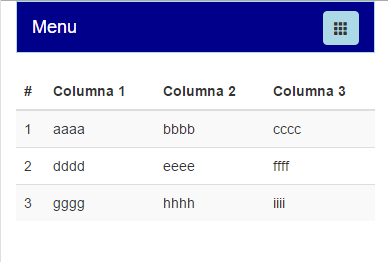 Menu
# Columna 1 Columna 2 Columna 3
1 aaaa bbbb cccc
2 dddd eeee ffff
3 gggg hhhh iiii